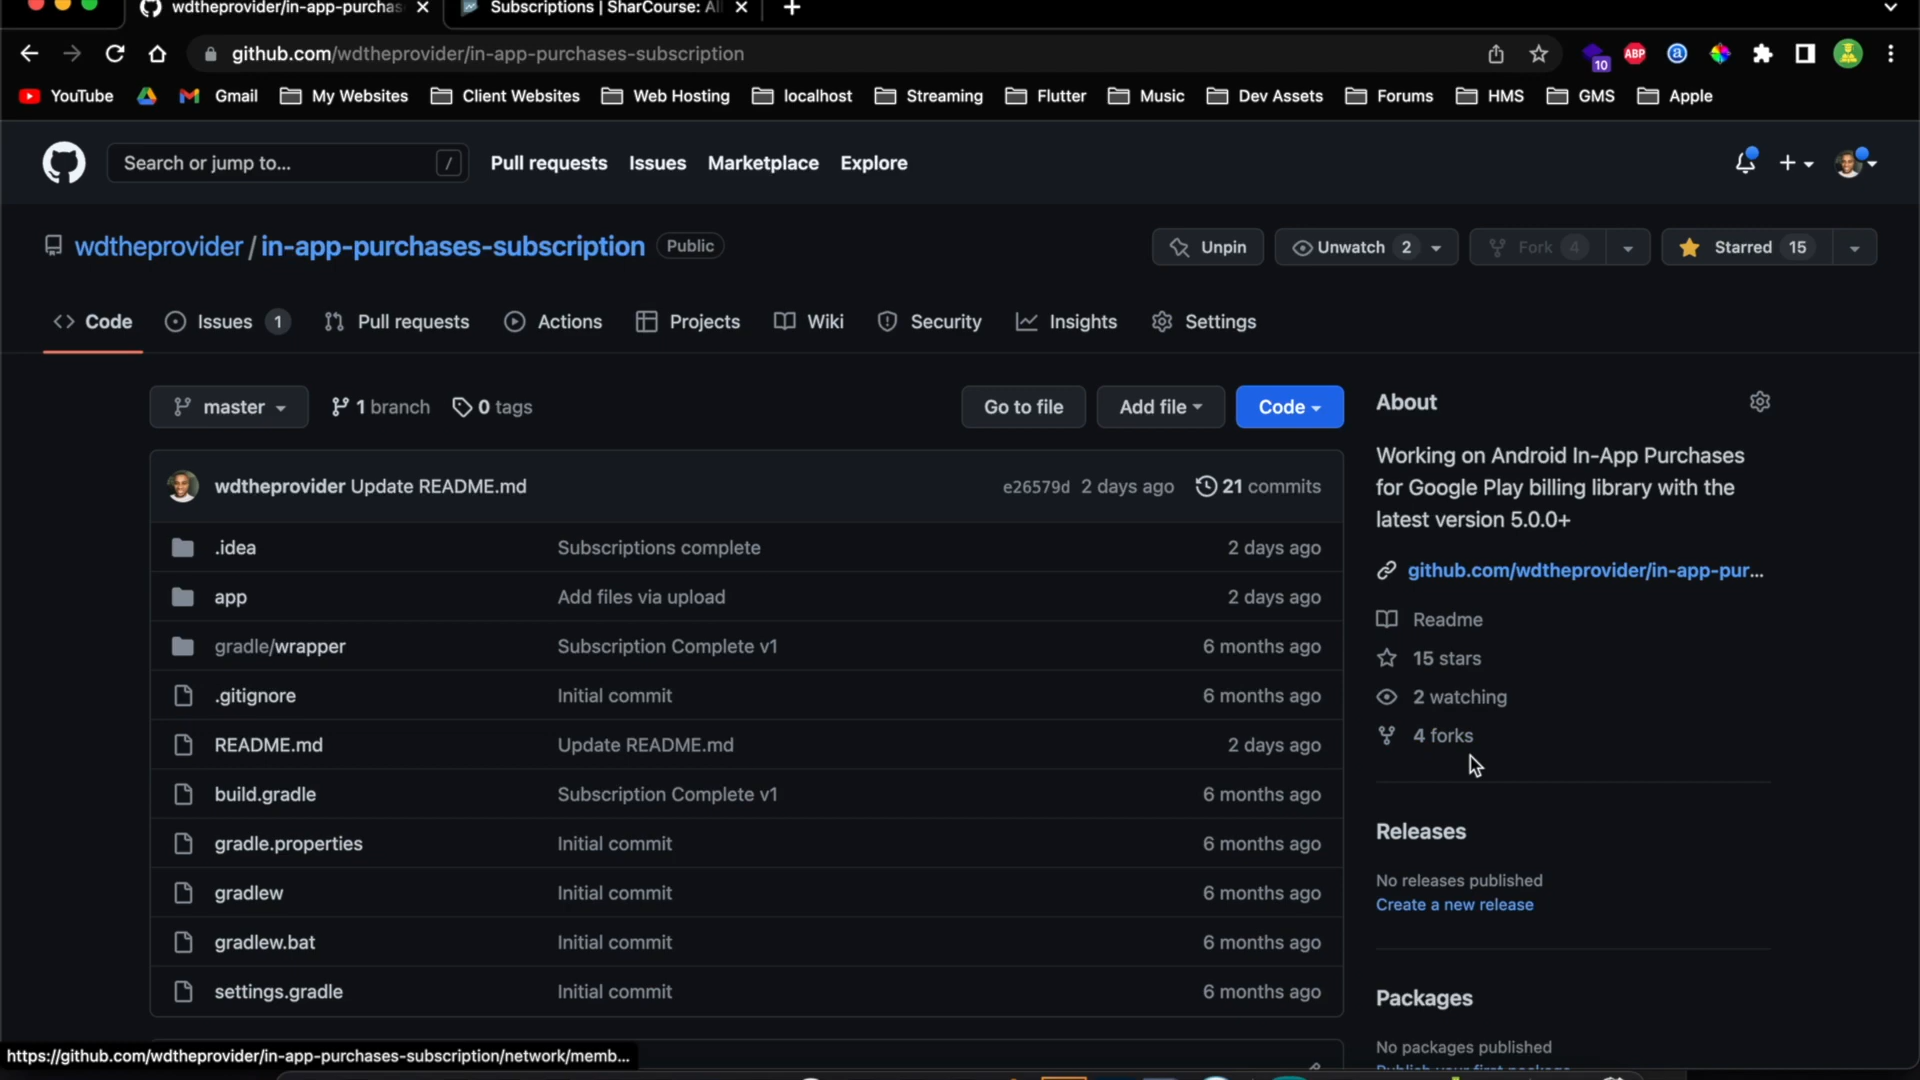 wdtheprovider/in-app-purchas
Subscriptions | SharCourse: Al
github.com/wdtheprovider/in-app-purchases-subscription
10
ABP
YouTube
Gmail
My Websites
Client Websites
Web Hosting
localhost
Streaming
Flutter
Music
Dev Assets
Forums
HMS
GMS
Apple
Search or jump to...
/
Pull requests
Issues
Marketplace
Explore
wdtheprovider / in-app-purchases-subscription
Public
Unpin
Unwatch 2
Fork 4
Starred 15
Code
Issues 1
Pull requests
Actions
Projects
Wiki
Security
Insights
Settings
master
1 branch
0 tags
Go to file
Add file
Code
wdtheprovider Update README.md
e26579d 2 days ago
21 commits
.idea
Subscriptions complete
2 days ago
app
Add files via upload
2 days ago
gradle/wrapper
Subscription Complete v1
6 months ago
.gitignore
Initial commit
6 months ago
README.md
Update README.md
2 days ago
build.gradle
Subscription Complete v1
6 months ago
gradle.properties
Initial commit
6 months ago
gradlew
Initial commit
6 months ago
gradlew.bat
Initial commit
6 months ago
settings.gradle
Initial commit
6 months ago
About
Working on Android In-App Purchases
for Google Play billing library with the
latest version 5.0.0+
github.com/wdtheprovider/in-app-pur...
Readme
15 stars
2 watching
4 forks
Releases
No releases published
Create a new release
Packages
No packages published
https://github.com/wdtheprovider/in-app-purchases-subscription/network/memb...